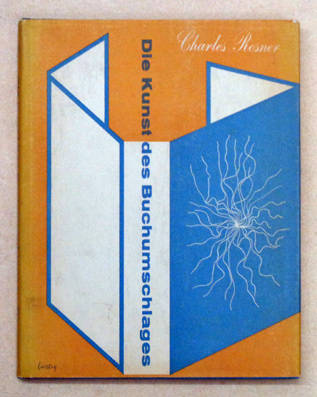 Charles Rosner
Die Kunst des Buchumschlages